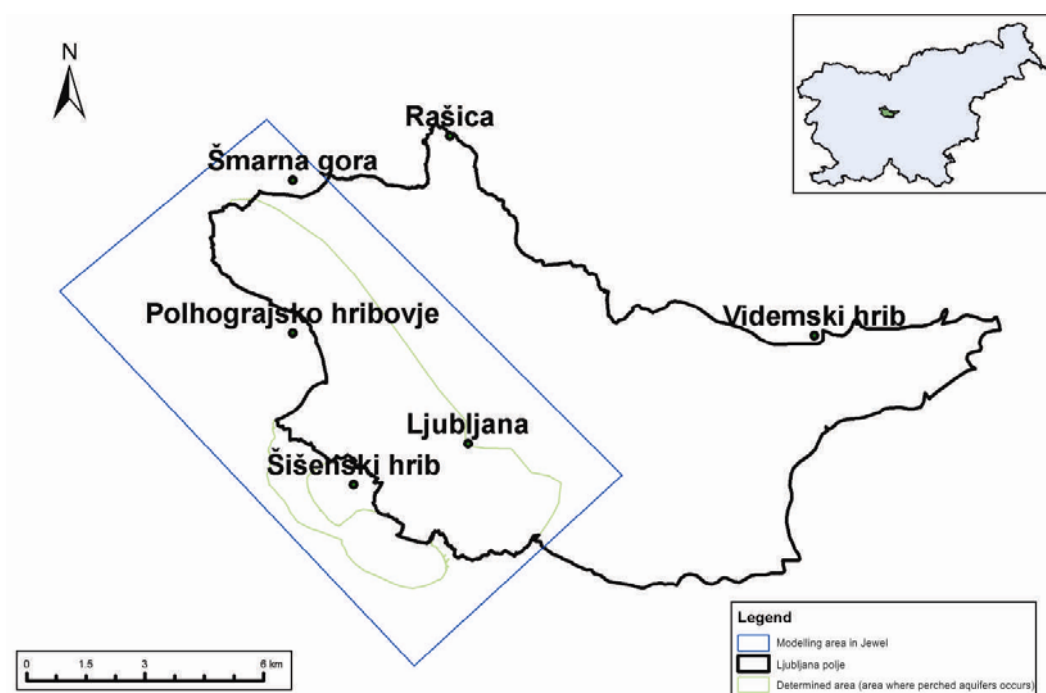 N
Rašica
Šmarna gora
Polhograjsko hribovje
Videmski hrib
Ljubljana
Šišenski hrib
Legend
Modelling area in Jewel
Ljubljana polje
Determined area (area where perched aquifers occurs)
0 1.5 3 6 km